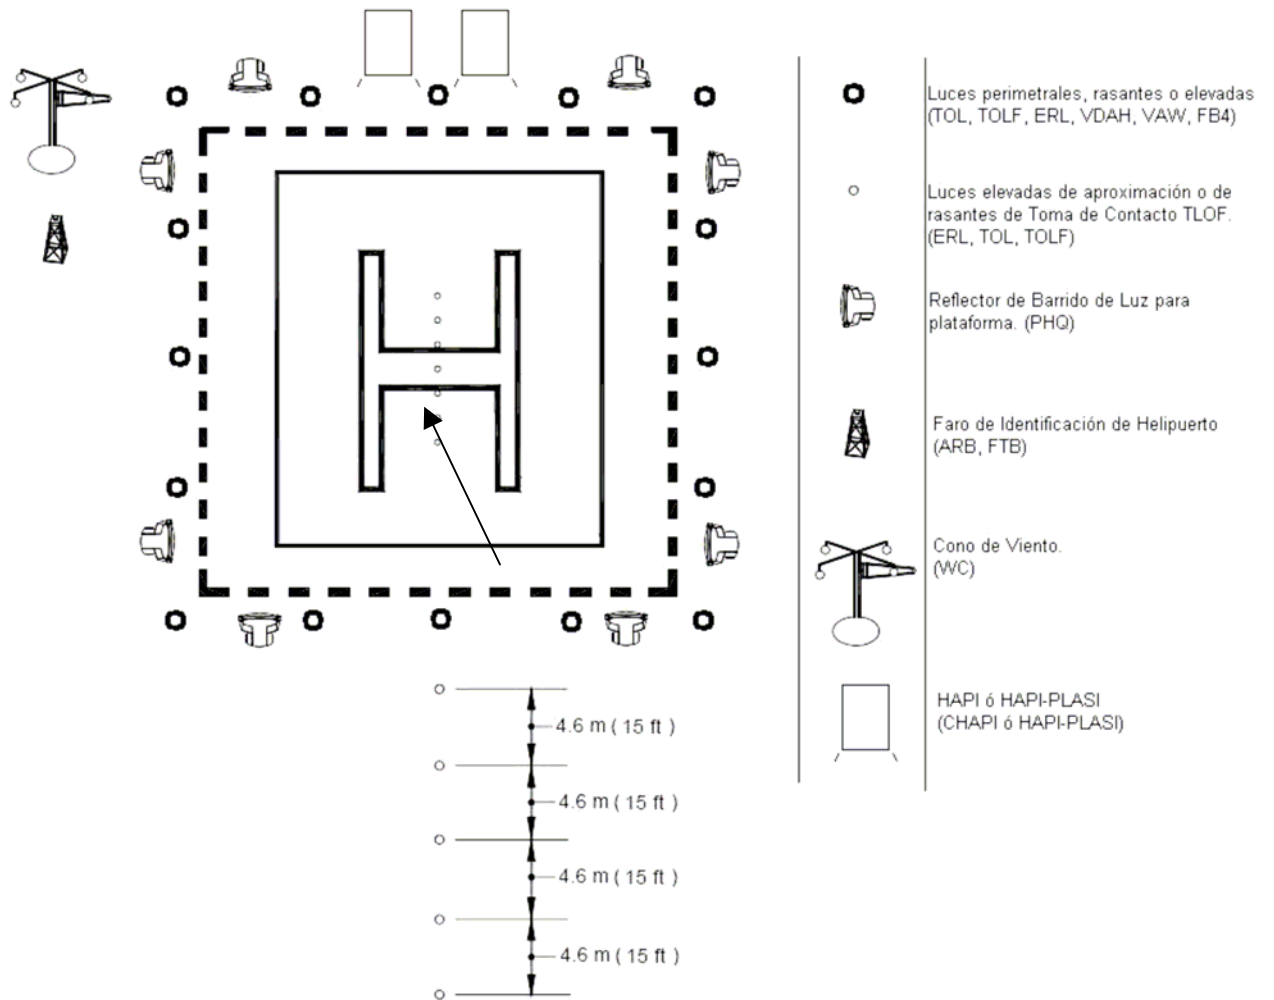 H
Luces perimetrales, rasantes o elevadas
(TOL, TOLF, ERL, VDAH, VAW, FB4)
Luces elevadas de aproximación o de
rasantes de Toma de Contacto TLOF.
(ERL, TOL, TOLF)
Reflector de Barrido de Luz para
plataforma. (PHQ)
Faro de Identificación de Helipuerto
(ARB, FTB)
Cono de Viento.
(WC)
HAPI ó HAPI-PLASI
(CHAPI ó HAPI-PLASI)
4.6 m ( 15 ft )
4.6 m ( 15 ft )
4.6 m ( 15 ft )
4.6 m ( 15 ft )